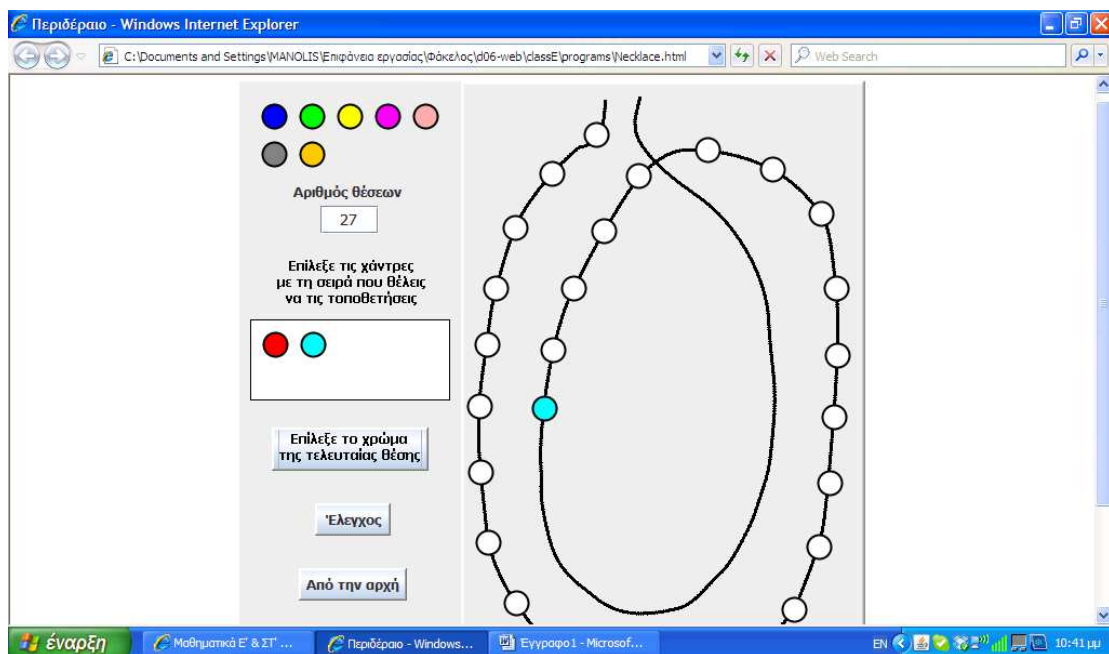 Περιδέραιο - Windows Internet Explorer
C:\Documents and Settings\MANOLIS\Επιφάνεια εργασίας\Φάκελος\d06-web\classE\programs\Necklace.html
Web Search
Αριθμός θέσεων
27
Επίλεξε τις χάντρες
με τη σειρά που θέλεις
να τις τοποθετήσεις
Επίλεξε το χρώμα
της τελευταίας θέσης
Έλεγχος
Από την αρχή
έναρξη
Μαθηματικά Ε' & ΣΤ' ...
Περιδέραιο - Windows...
Έγγραφο1 - Microsof...
EN
10:41 μμ